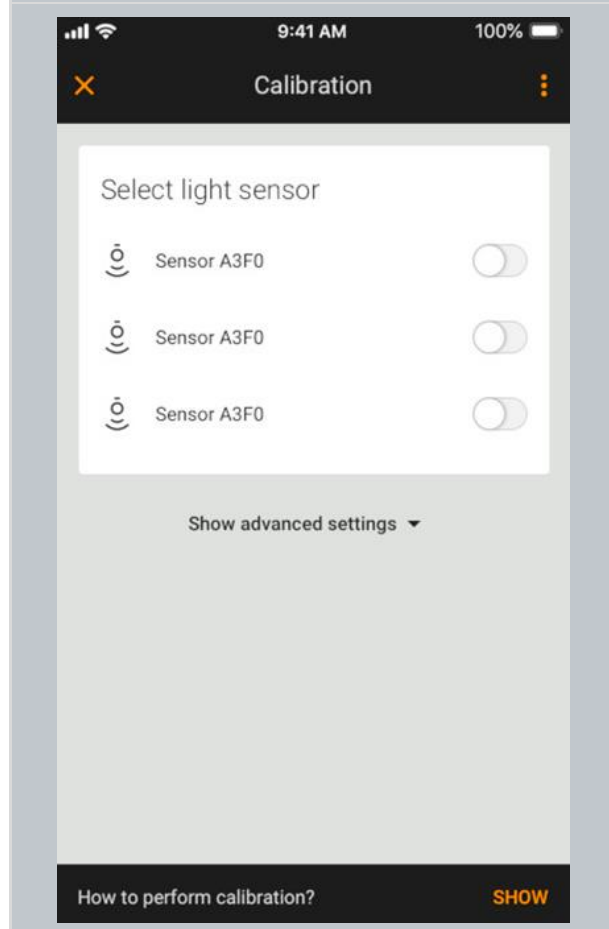 9:41 AM 100%
Calibration
Select light sensor
Sensor A3F0
Sensor A3F0
Sensor A3F0
Show advanced settings
How to perform calibration? SHOW